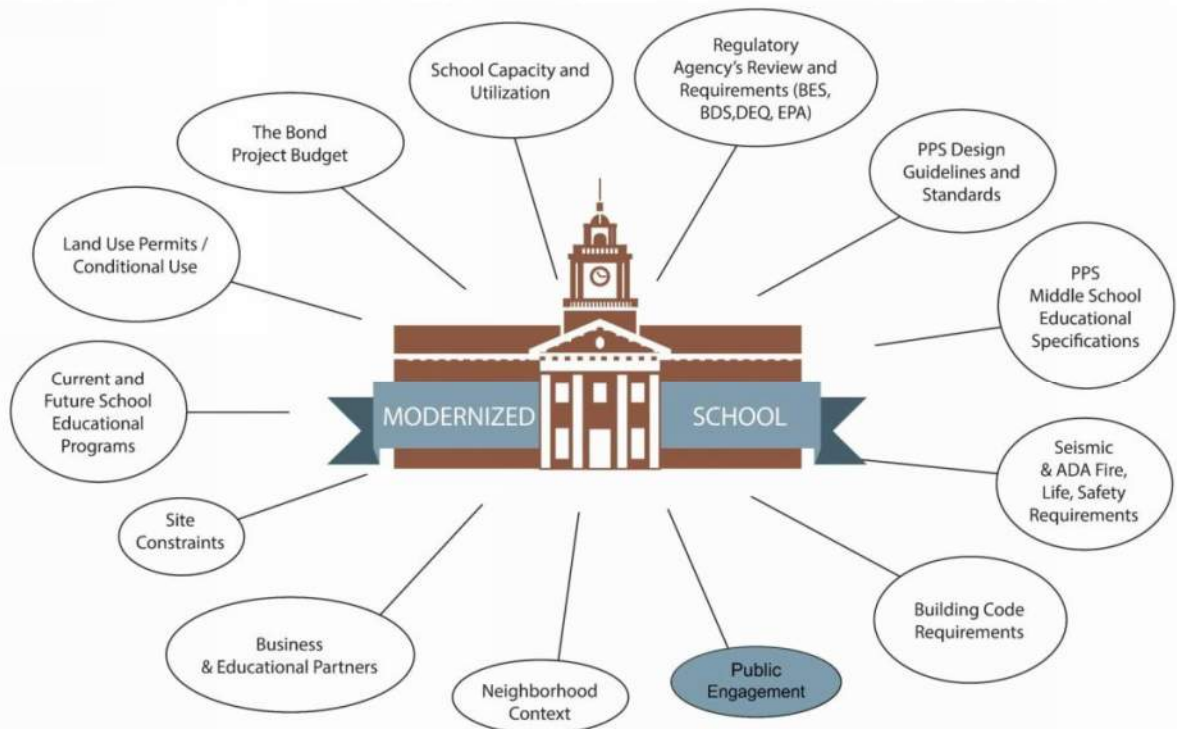 School Capacity and
Utilization
Regulatory
Agency's Review and
Requirements (BES,
BDS,DEQ, EPA)
The Bond
Project Budget
PPS Design
Guidelines and
Standards
Land Use Permits /
Conditional Use
PPS
Middle School
Educational
Specifications
Current and
Future School
Educational
Programs
MODERNIZED
SCHOOL
Seismic
& ADA Fire,
Life, Safety
Requirements
Site
Constraints
Building Code
Requirements
Business
& Educational Partners
Neighborhood
Context
Public
Engagement